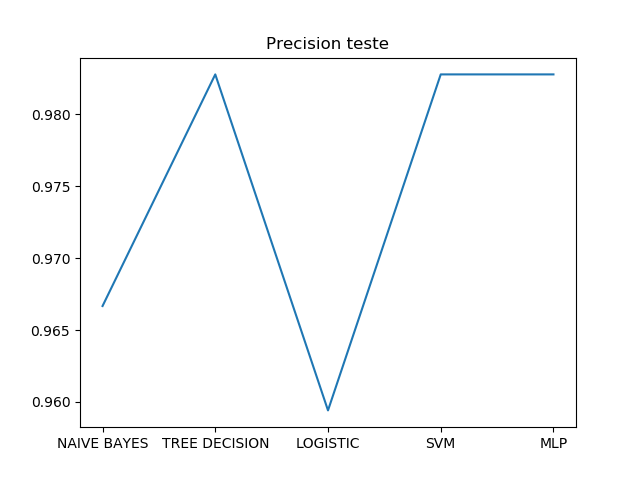 Precision teste
0.980
0.975
0.970
0.965
0.960
NAIVE BAYES TREE DECISION LOGISTIC SVM MLP